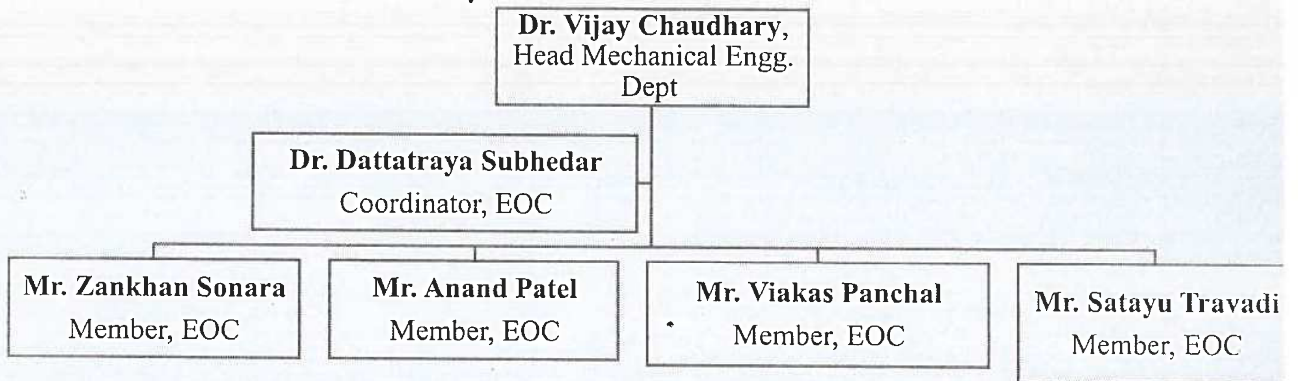 Dr. Vijay Chaudhary,
Head Mechanical Engg.
Dept
Dr. Dattatraya Subhedar
Coordinator, EOC
Mr. Zankhan Sonara
Member, EOC
Mr. Anand Patel
Member, EOC
Mr. Viakas Panchal
Member, EOC
Mr. Satayu Travadi
Member, EOC